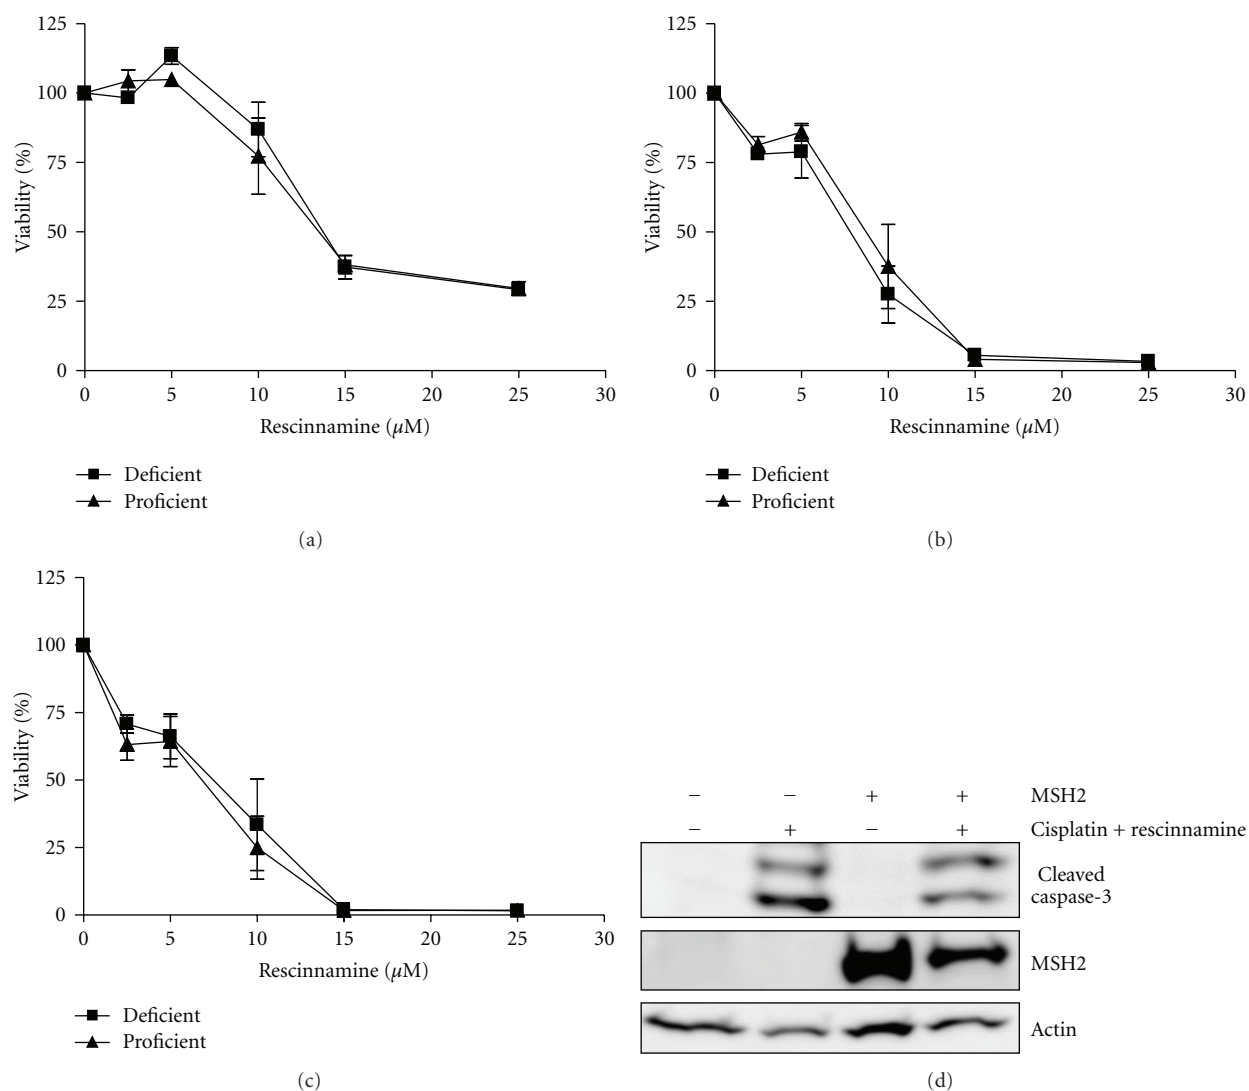 125
100
75
50
25
0
Viability (%)
0 5 10 15 20 25 30
Rescinnamine (μM)
Deficient
Proficient
(a)
125
100
75
50
25
0
Viability (%)
0 5 10 15 20 25 30
Rescinnamine (μM)
Deficient
Proficient
(b)
125
100
75
50
25
0
Viability (%)
0 5 10 15 20 25 30
Rescinnamine (μM)
Deficient
Proficient
(c)
− − + + MSH2
− + − + Cisplatin + rescinnamine
Cleaved
caspase-3
MSH2
Actin
(d)